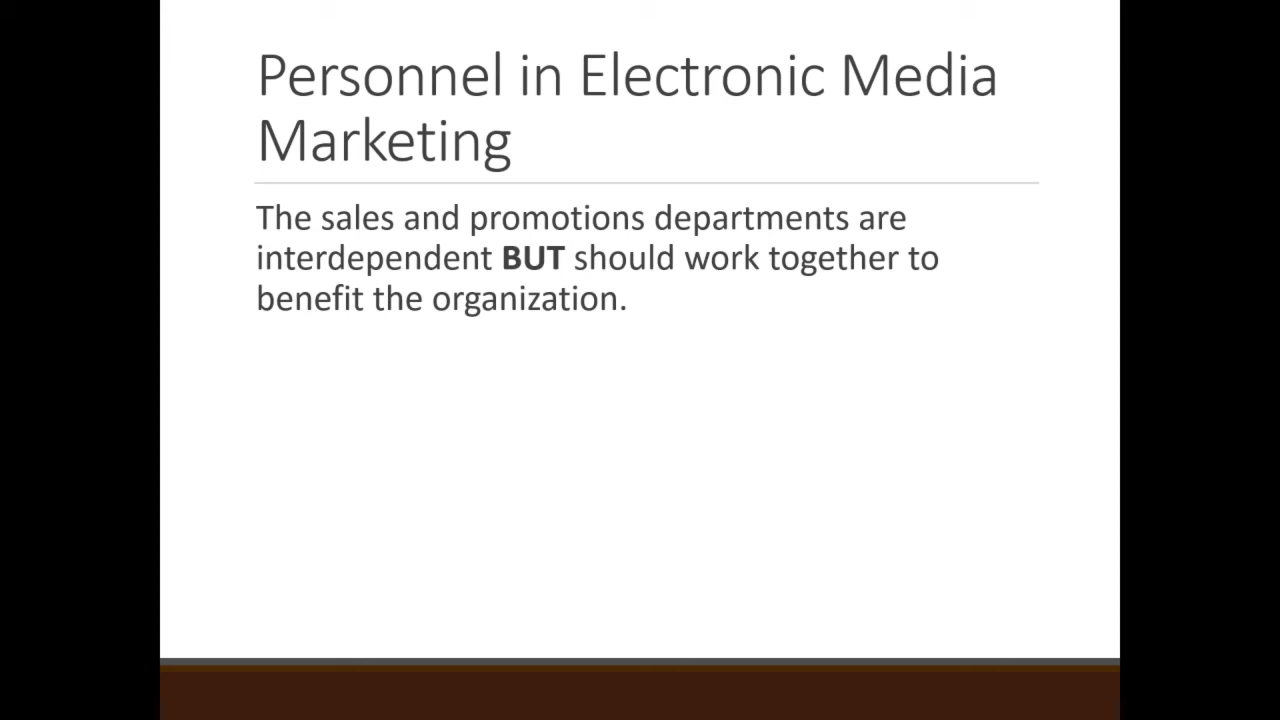 Personnel in Electronic Media
Marketing
The sales and promotions departments are
interdependent BUT should work together to
benefit the organization.